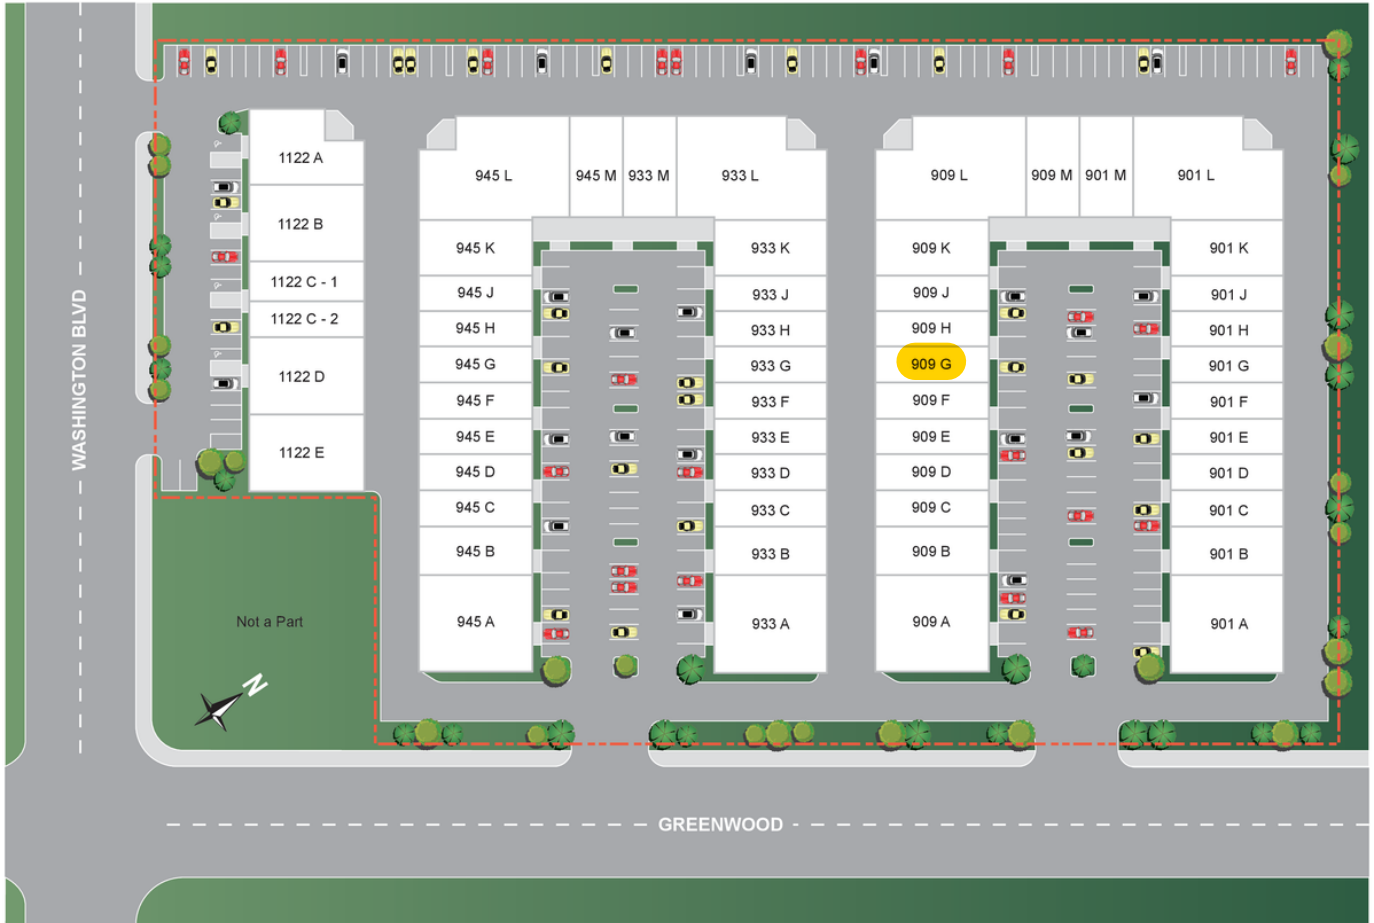 WASHINGTON BLVD
1122 A
1122 B
1122 C - 1
1122 C - 2
1122 D
1122 E
Not a Part
N
945 L
945 M
933 M
933 L
945 K
945 J
945 H
945 G
945 F
945 E
945 D
945 C
945 B
945 A
933 K
933 J
933 H
933 G
933 F
933 E
933 D
933 C
933 B
933 A
909 L
909 M
901 M
901 L
909 K
909 J
909 H
909 G
909 F
909 E
909 D
909 C
909 B
909 A
901 K
901 J
901 H
901 G
901 F
901 E
901 D
901 C
901 B
901 A
GREENWOOD